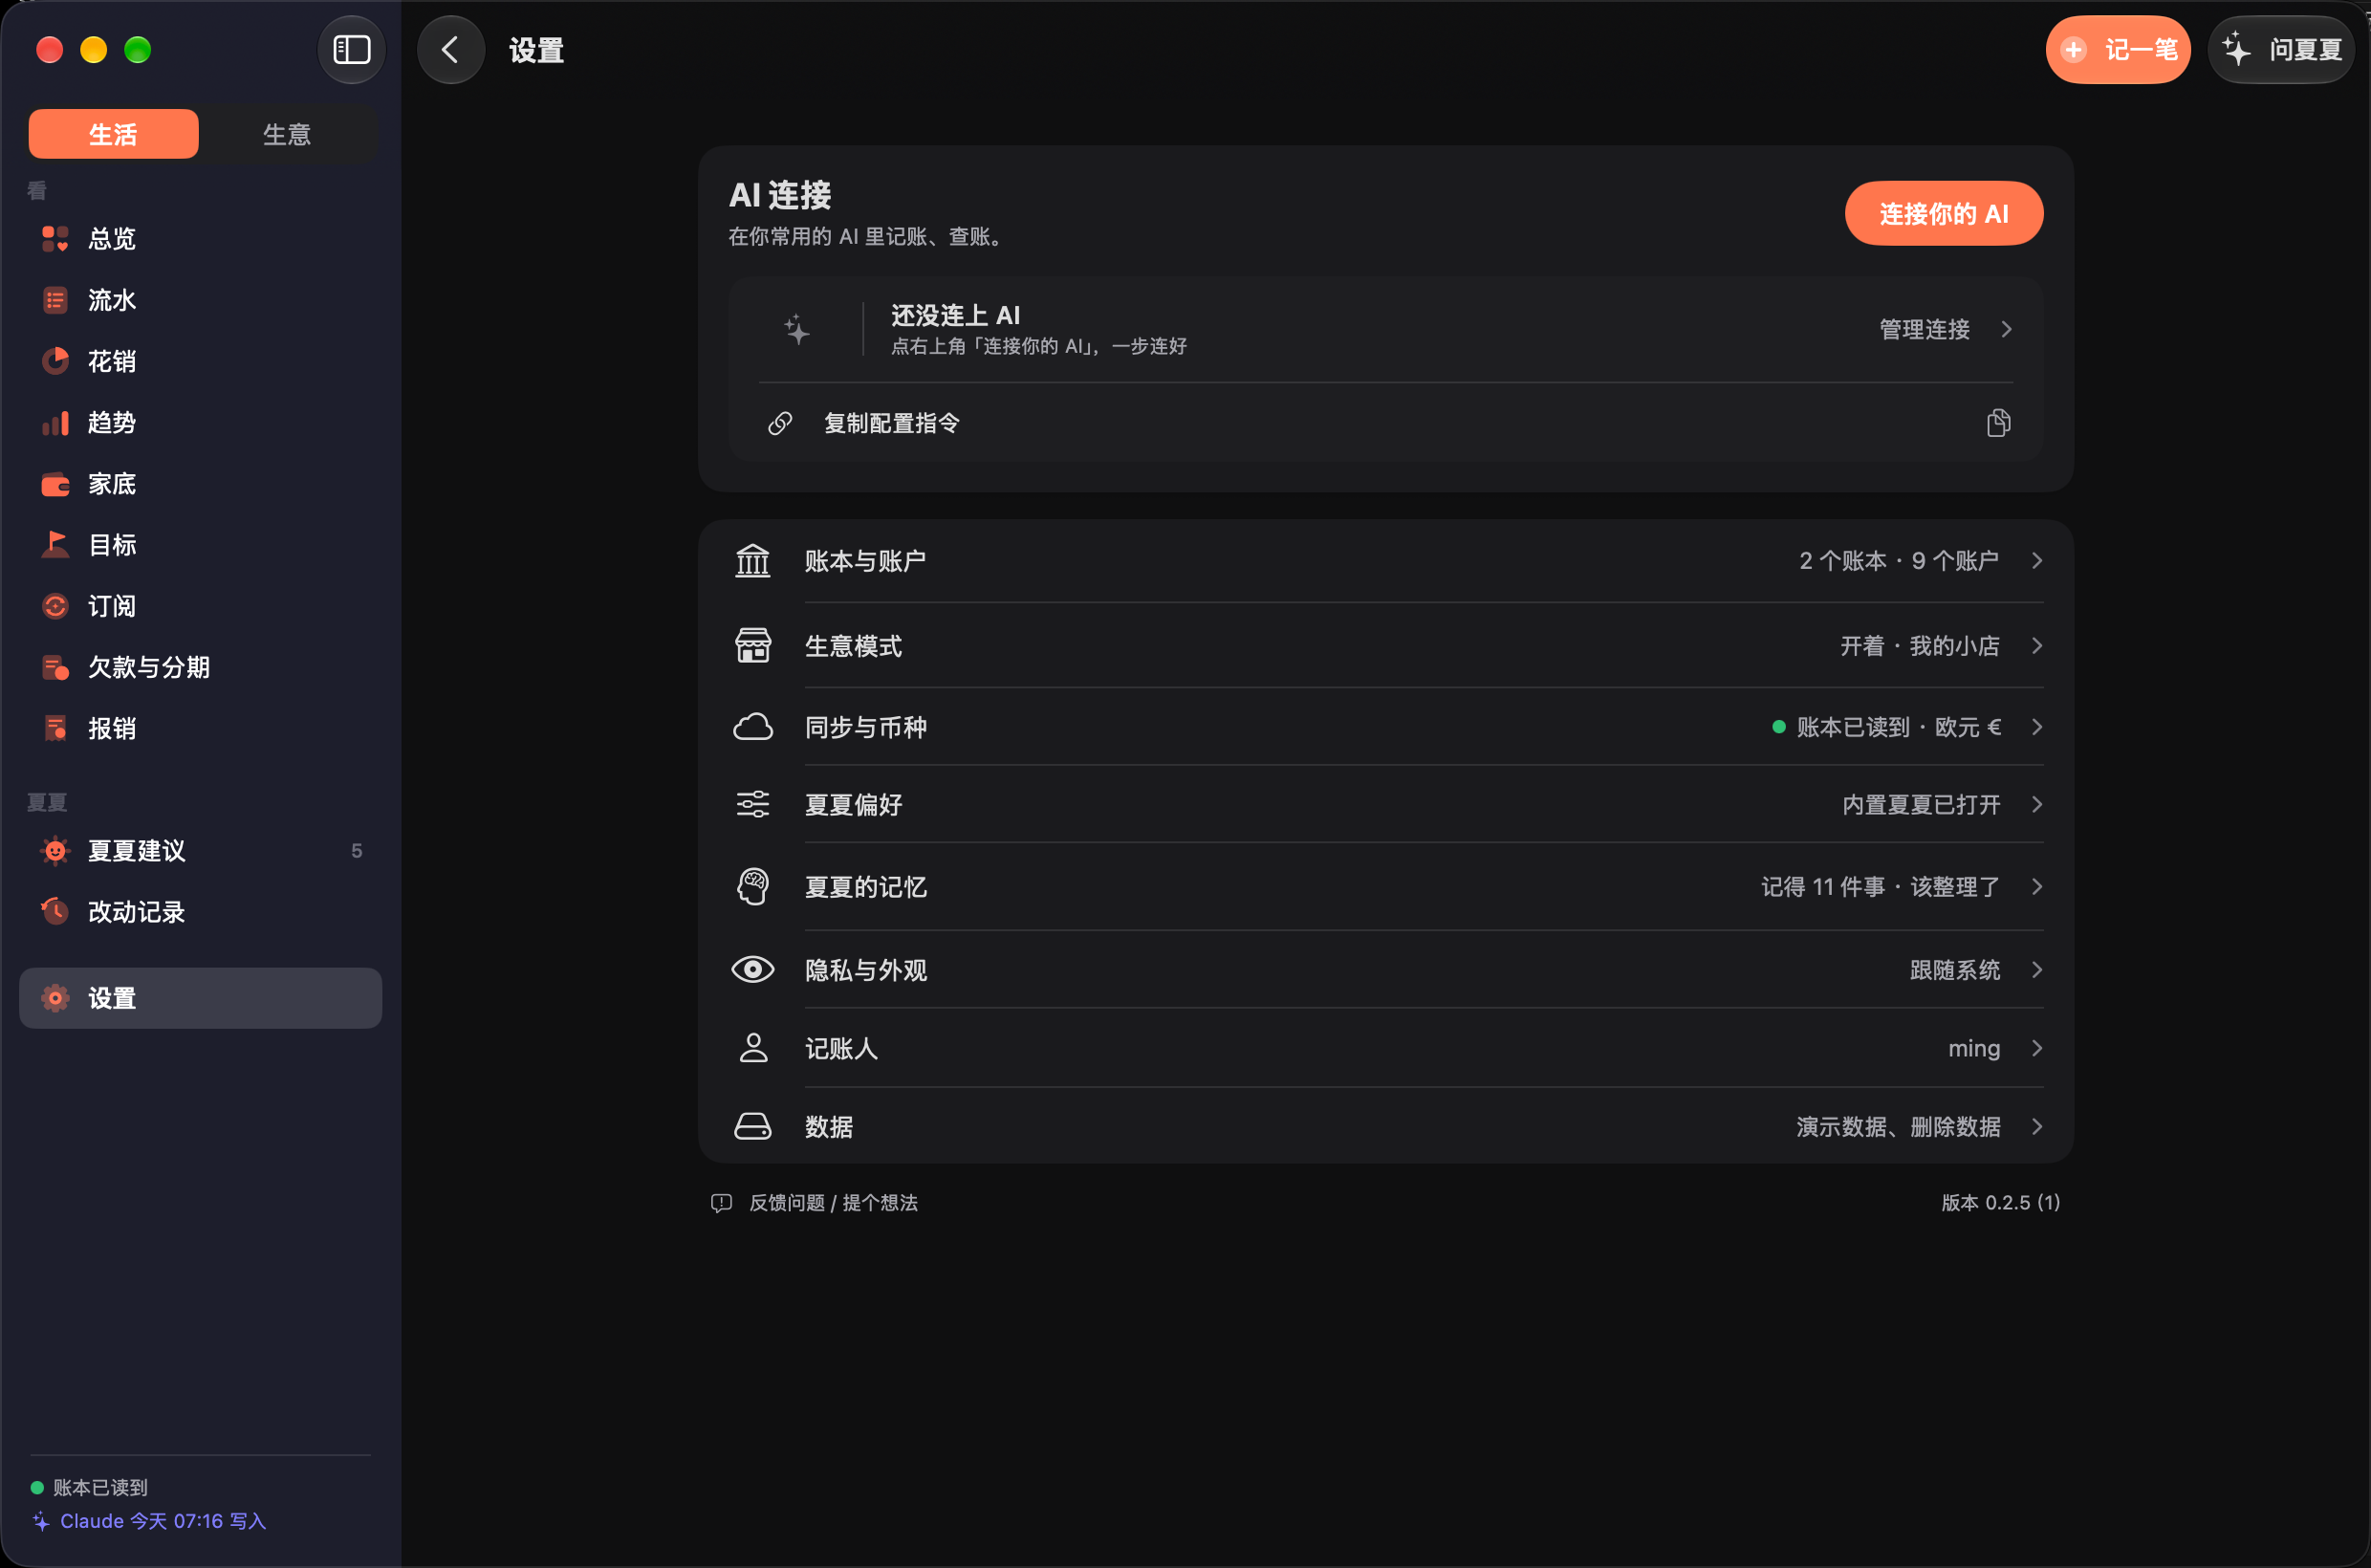 设置
记一笔
问夏夏
生活
生意
看
总览
流水
花销
趋势
家底
目标
订阅
欠款与分期
报销
夏夏
夏夏建议 5
改动记录
设置
账本已读到
Claude 今天 07:16 写入
AI 连接
在你常用的 AI 里记账、查账。
连接你的 AI
还没连上 AI
点右上角「连接你的 AI」，一步连好
管理连接
复制配置指令
账本与账户 2 个账本 · 9 个账户
生意模式 开着 · 我的小店
同步与币种 账本已读到 · 欧元 €
夏夏偏好 内置夏夏已打开
夏夏的记忆 记得 11 件事 · 该整理了
隐私与外观 跟随系统
记账人 ming
数据 演示数据、删除数据
反馈问题 / 提个想法
版本 0.2.5 (1)